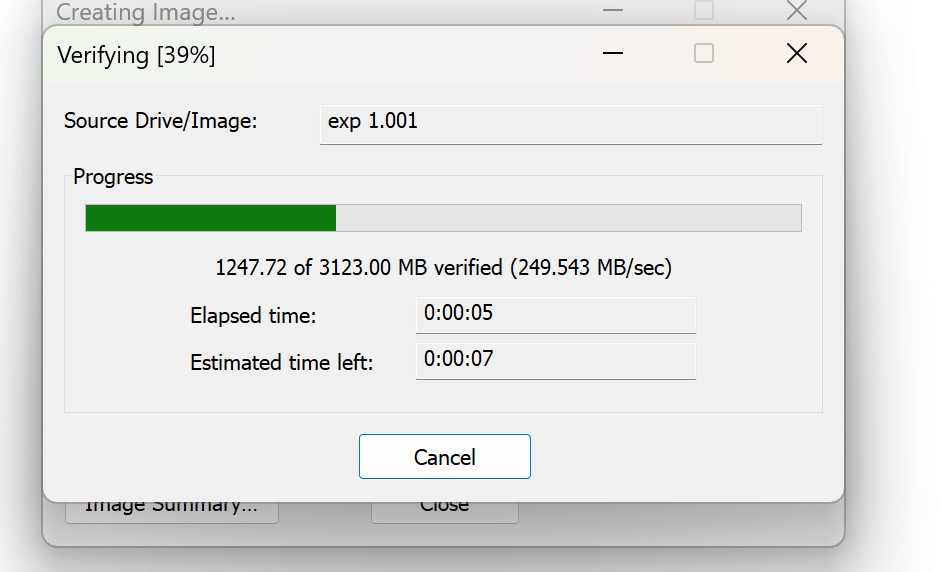 Creating Image...
Verifying [39%]
Source Drive/Image: exp 1.001
Progress
1247.72 of 3123.00 MB verified (249.543 MB/sec)
Elapsed time: 0:00:05
Estimated time left: 0:00:07
Cancel
Image Summary... Close